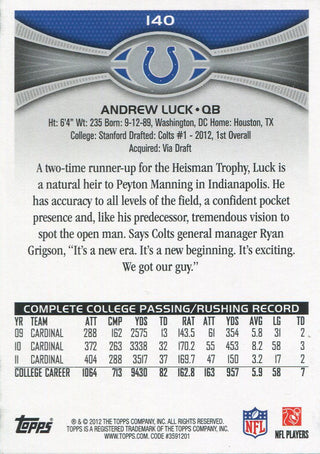 140
ANDREW LUCK • QB
Ht: 6'4" Wt: 235 Born: 9-12-89, Washington, DC Home: Houston, TX
College: Stanford Drafted: Colts #1 - 2012, 1st Overall
Acquired: Via Draft
A two-time runner-up for the Heisman Trophy, Luck is
a natural heir to Peyton Manning in Indianapolis. He
has accuracy to all levels of the field, a confident pocket
presence and, like his predecessor, tremendous vision to
spot the open man. Says Colts general manager Ryan
Grigson, “It’s a new era. It’s a new beginning. It’s exciting.
We got our guy.”
COMPLETE COLLEGE PASSING/RUSHING RECORD
YR TEAM ATT CMP YDS TD RAT ATT YDS AVG LG TD
09 CARDINAL 288 162 2575 13 143.5 61 354 5.8 31 2
10 CARDINAL 372 263 3338 32 170.2 55 453 8.2 58 3
11 CARDINAL 404 288 3517 37 169.7 47 150 3.2 17 2
COLLEGE CAREER 1064 713 9430 82 162.8 163 957 5.9 58 7
Topps
® & © 2012 THE TOPPS COMPANY, INC. ALL RIGHTS RESERVED.
TOPPS IS A REGISTERED TRADEMARK OF THE TOPPS COMPANY, INC.
WWW.TOPPS.COM. CODE #3591201
NFL
NFL PLAYERS